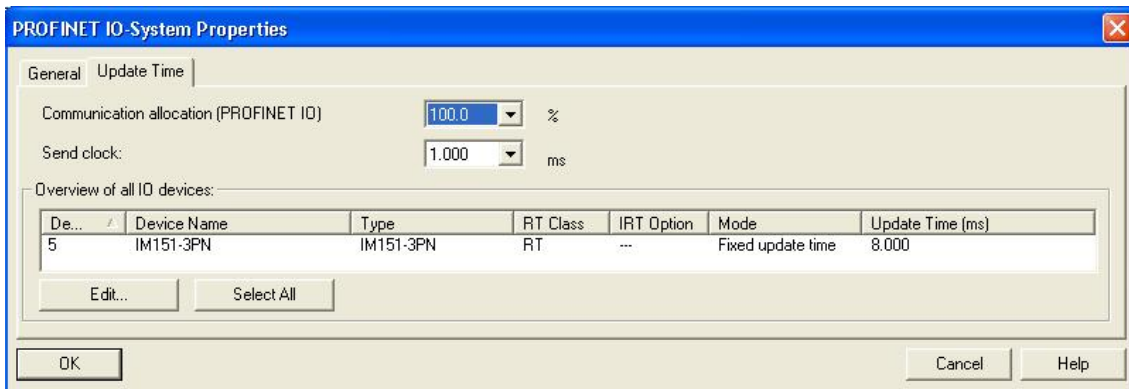 PROFINET IO-System Properties
General Update Time
Communication allocation (PROFINET IO) 100.0 %
Send clock: 1.000 ms
Overview of all IO devices:
De... Device Name Type RT Class IRT Option Mode Update Time (ms)
5 IM151-3PN IM151-3PN RT --- Fixed update time 8.000
Edit... Select All
OK Cancel Help